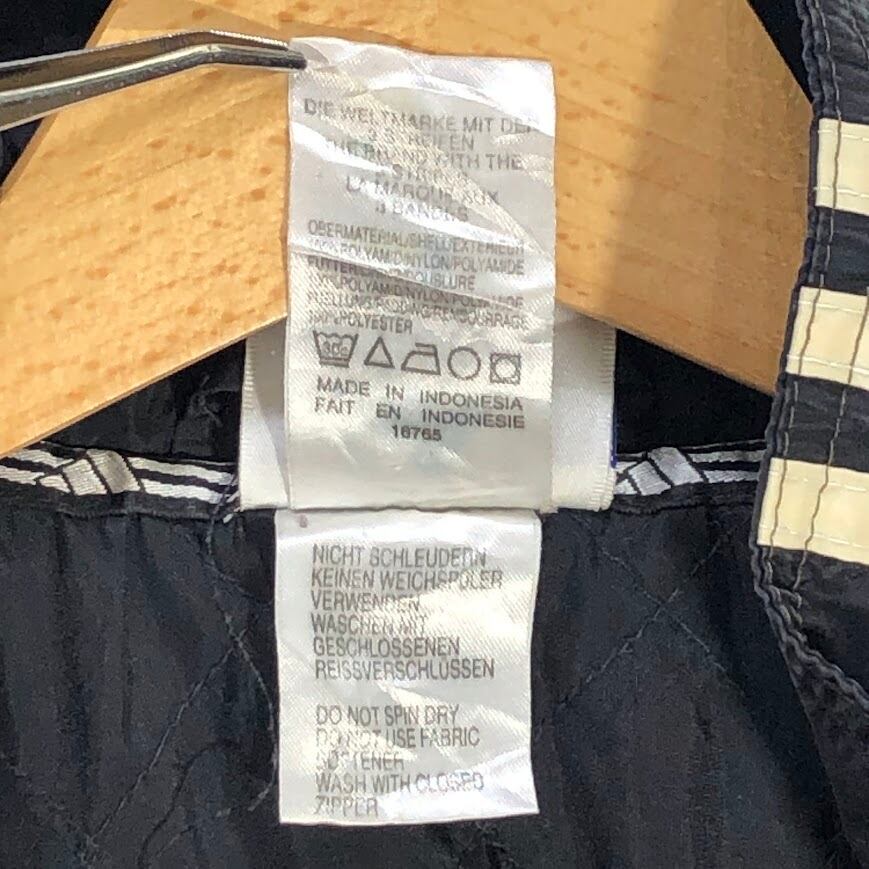 DIE WELTMARKE MIT DEN
3 STREIFEN
THE BRAND WITH THE
3 STRIPES
LA MARQUE AUX
3 BANDES
OBERMATERIAL/SHELL/EXTERIEUR
100% POLYAMID/NYLON/POLYAMIDE
FUTTER/LINING/DOUBLURE
100% POLYAMID/NYLON/POLYAMIDE
FUELLUNG/PADDING/REMBOURRAGE
100% POLYESTER
30c
MADE IN INDONESIA
FAIT EN INDONESIE
16765
NICHT SCHLEUDERN
KEINEN WEICHSPÜLER
VERWENDEN
WASCHEN MIT
GESCHLOSSENEN
REISSVERSCHLÜSSEN
DO NOT SPIN DRY
DO NOT USE FABRIC
SOFTENER
WASH WITH CLOSED
ZIPPER